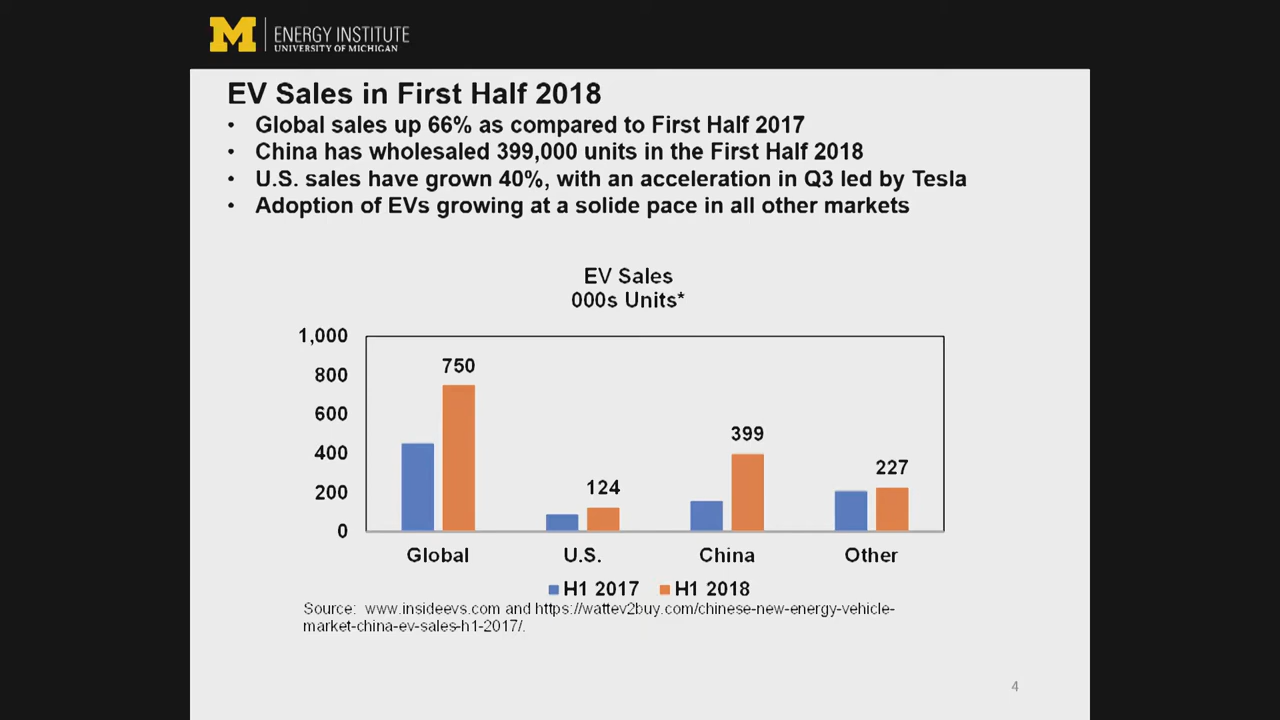 M ENERGY INSTITUTE
UNIVERSITY OF MICHIGAN
EV Sales in First Half 2018
• Global sales up 66% as compared to First Half 2017
• China has wholesaled 399,000 units in the First Half 2018
• U.S. sales have grown 40%, with an acceleration in Q3 led by Tesla
• Adoption of EVs growing at a solide pace in all other markets
EV Sales
000s Units*
1,000
800
600
400
200
0
750
124
399
227
Global U.S. China Other
H1 2017 H1 2018
Source: www.insideevs.com and https://wattev2buy.com/chinese-new-energy-vehicle-
market-china-ev-sales-h1-2017/.
4